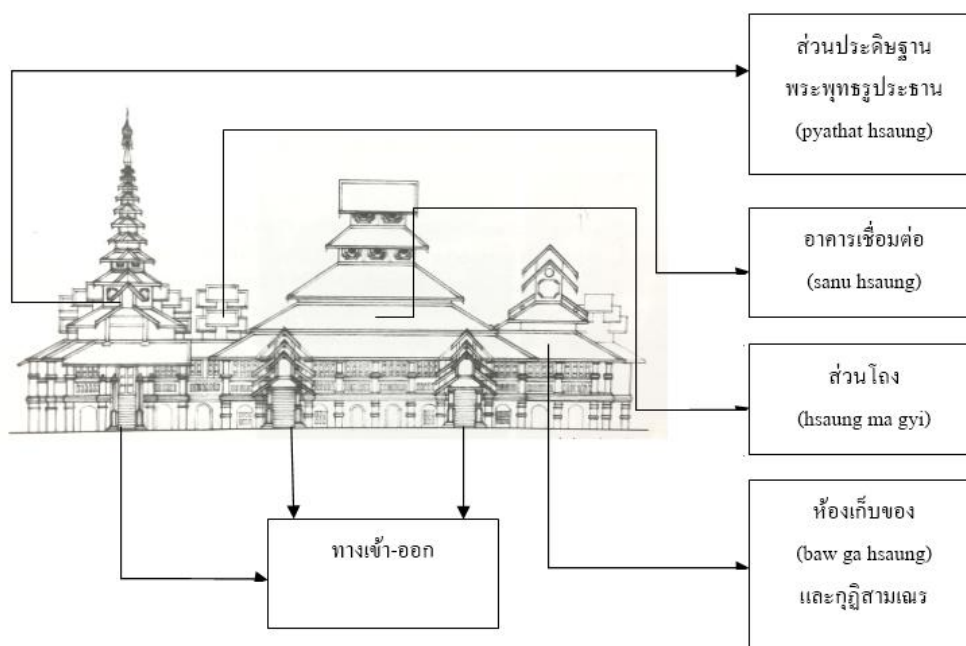 ส่วนประดิษฐาน
พระพุทธรูประธาน
(pyathat hsaung)
อาคารเชื่อมต่อ
(sanu hsaung)
ส่วนโถง
(hsaung ma gyi)
ห้องเก็บของ
(baw ga hsaung)
และกุฏิสามเณร
ทางเข้า-ออก